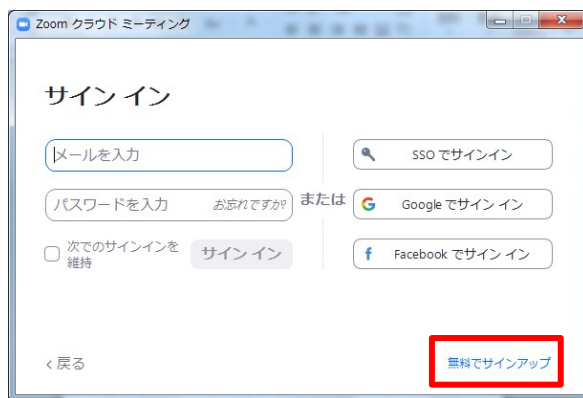 Zoom クラウド ミーティング
サイン イン
メールを入力
パスワードを入力 お忘れですか?
次でのサインインを
維持
サイン イン
または
SSO でサインイン
Google でサイン イン
Facebook でサイン イン
戻る
無料でサインアップ